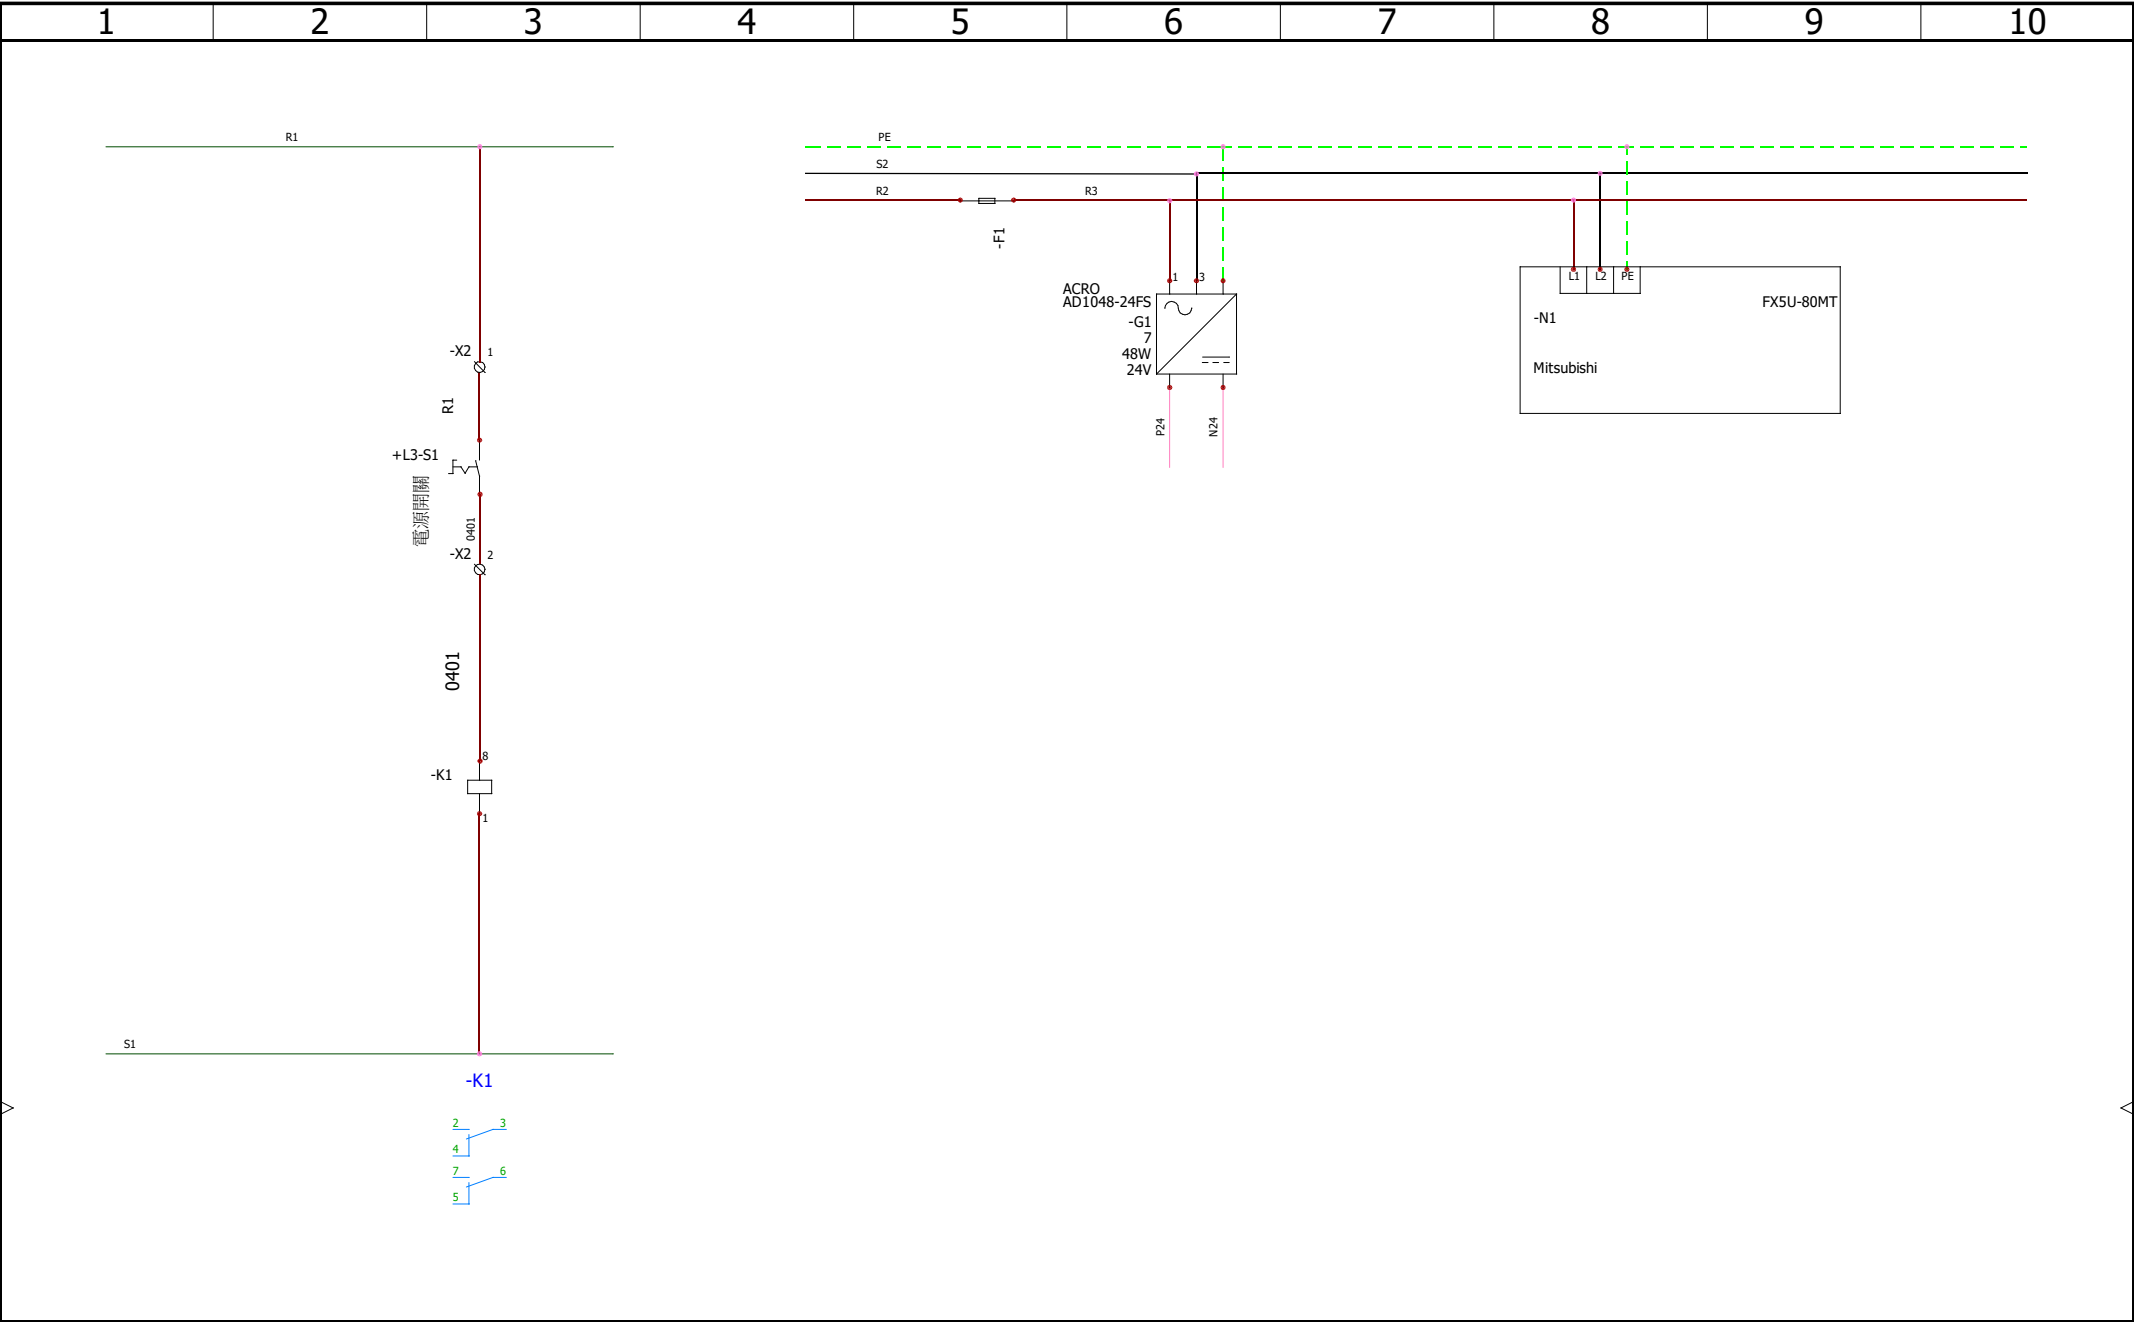 1 2 3 4 5 6 7 8 9 10
R1
PE
S2
R2
R3
-F1
1 3
ACRO
AD1048-24FS
-G1
7
48W
24V
P24
N24
L1 L2 PE
FX5U-80MT
-N1
Mitsubishi
-X2 1
R1
+L3-S1
電源開關
0401
-X2 2
0401
8
-K1
1
S1
-K1
2 3
4
7 6
5